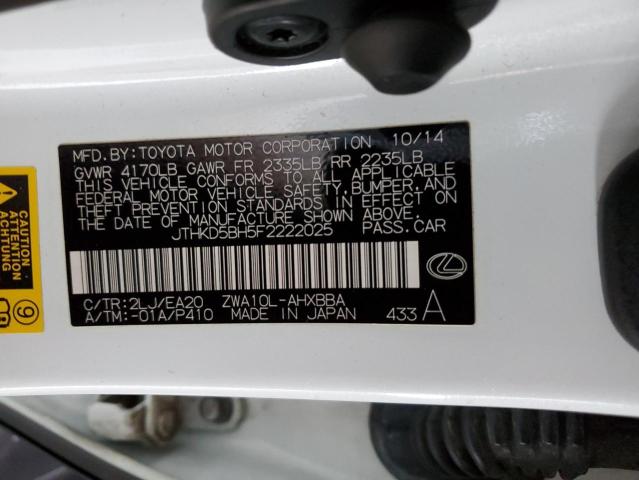 MFD.BY:TOYOTA MOTOR CORPORATION 10/14
GVWR 4170LB GAWR FR 2335LB RR 2235LB
THIS VEHICLE CONFORMS TO ALL APPLICABLE
FEDERAL MOTOR VEHICLE SAFETY,BUMPER,AND
THEFT PREVENTION STANDARDS IN EFFECT ON
THE DATE OF MANUFACTURE SHOWN ABOVE.
JTHKD5BH5F2222025 PASS.CAR
C/TR:2LJ/EA20 ZWA10L-AHXBBA
A/TM:-01A/P410 MADE IN JAPAN 433 A
CAUTION
ATTENTION
ACHTUNG
9